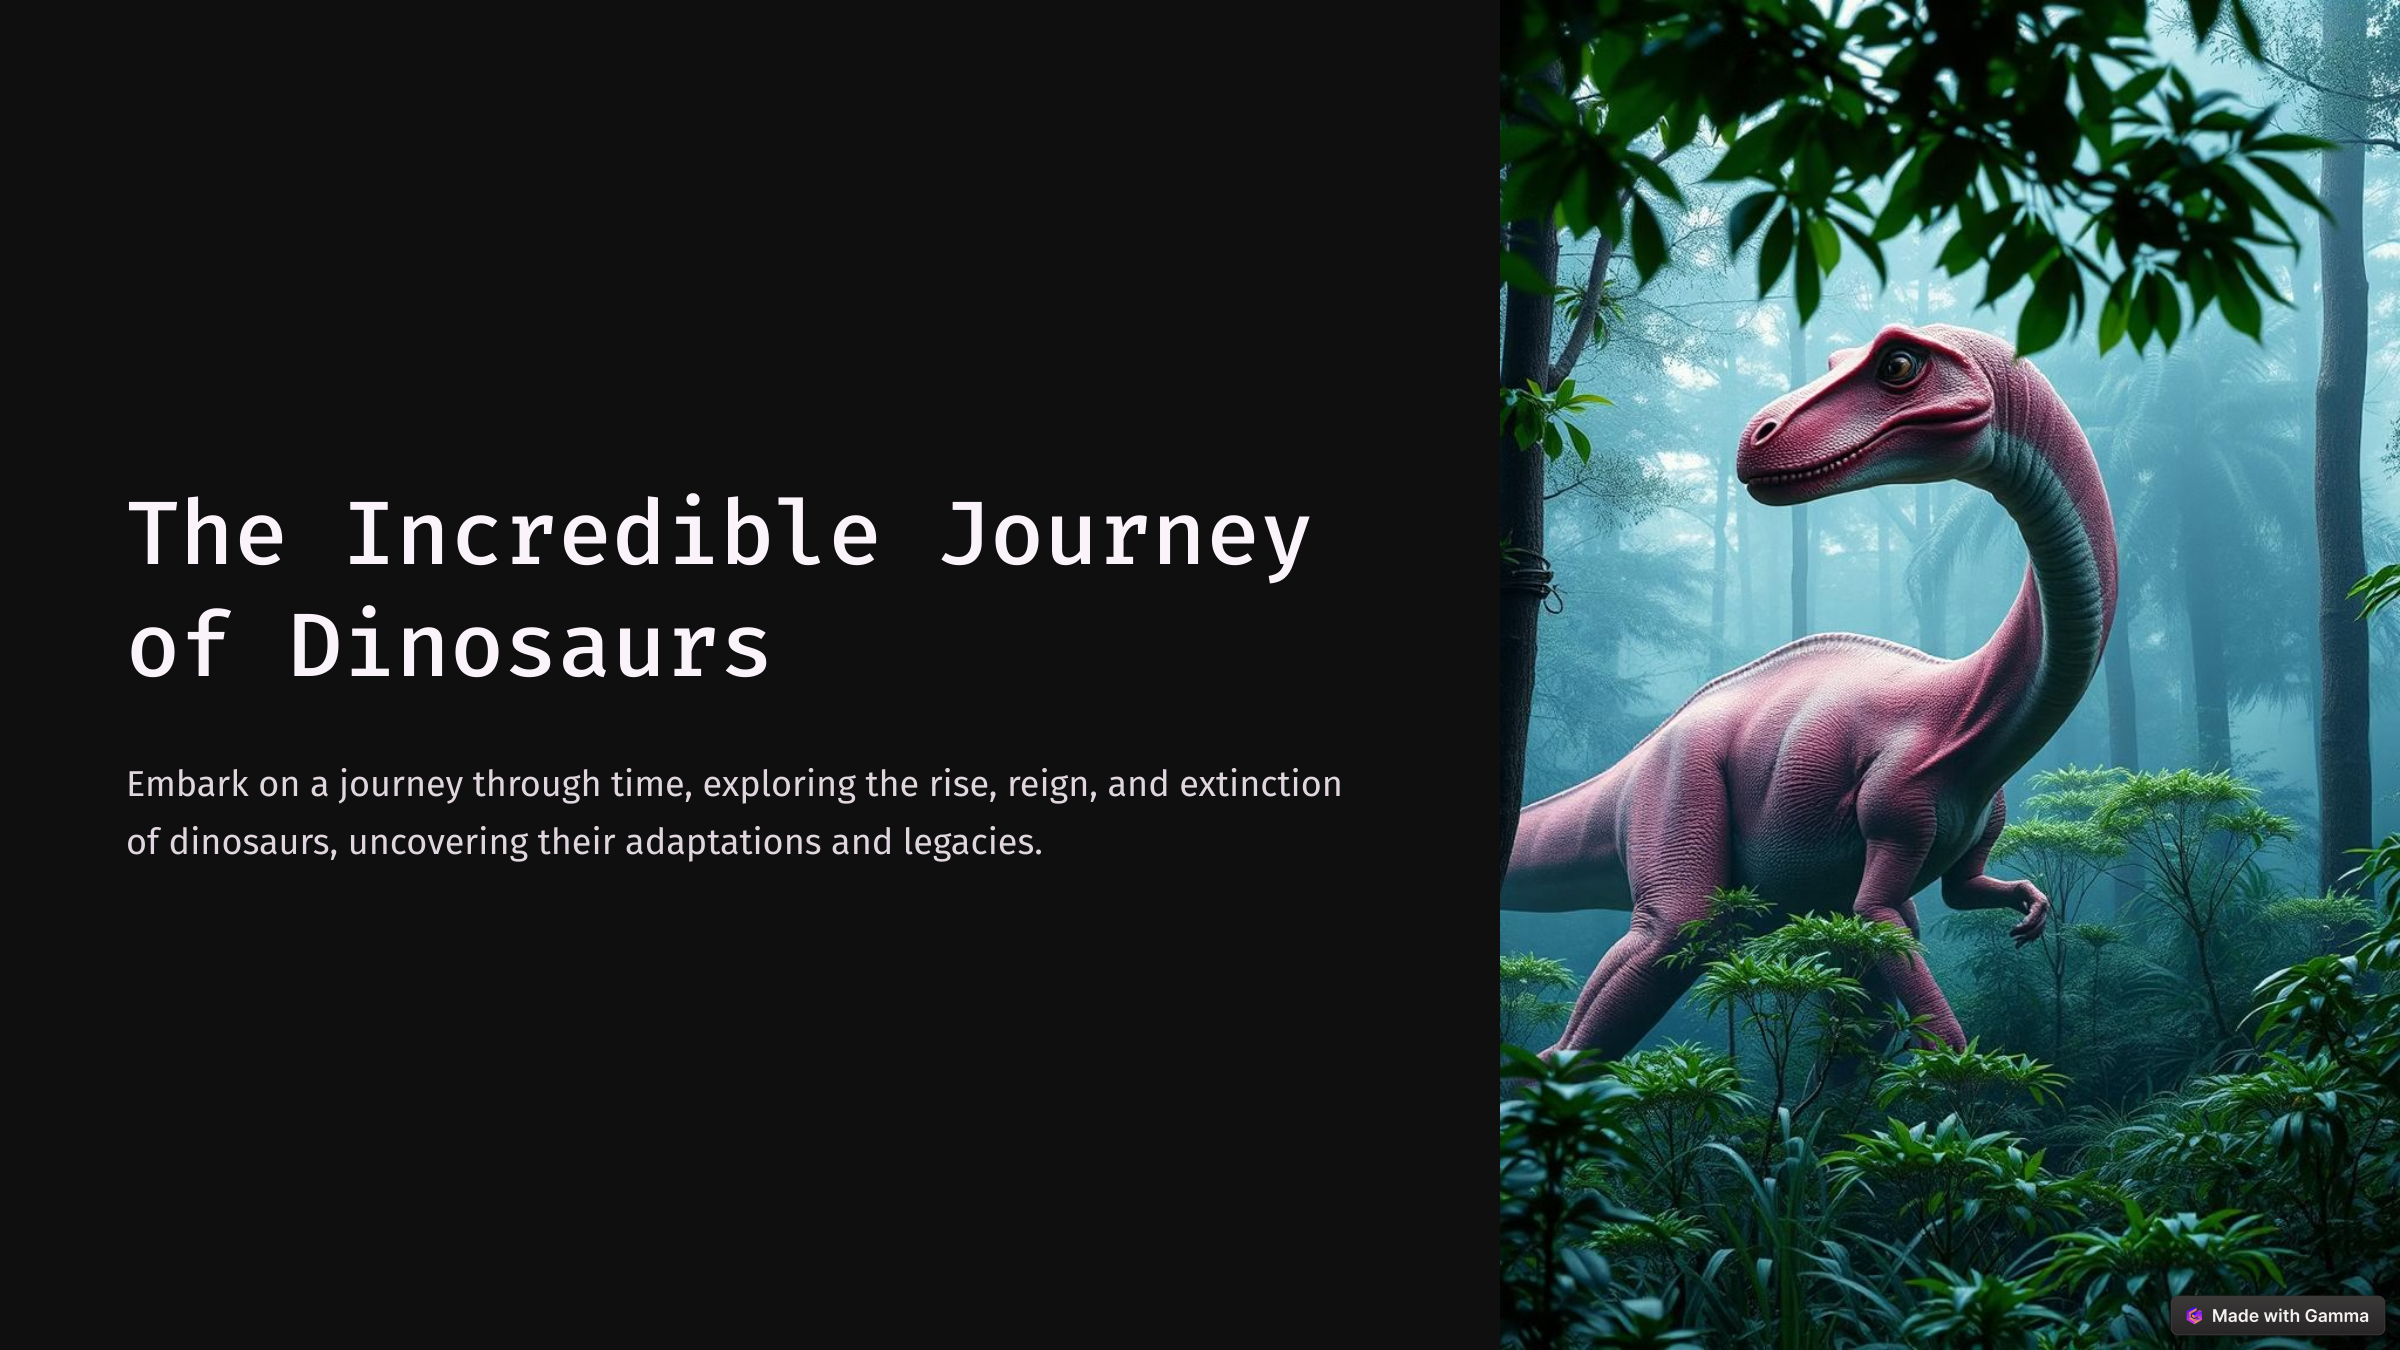 The Incredible Journey
of Dinosaurs
Embark on a journey through time, exploring the rise, reign, and extinction
of dinosaurs, uncovering their adaptations and legacies.
Made with Gamma